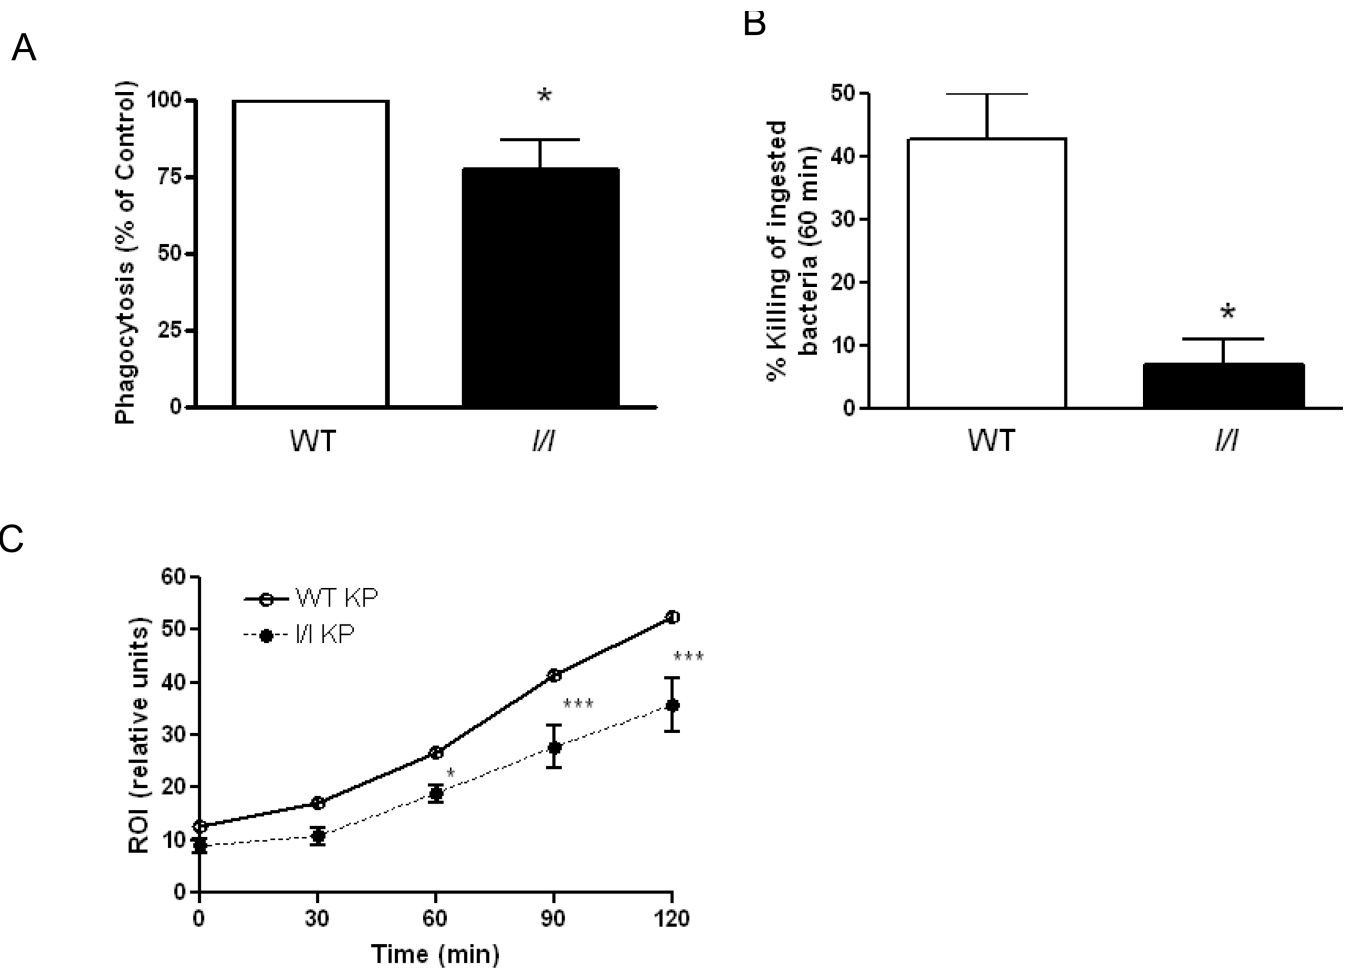 A
Phagocytosis (% of Control)
100
75
50
25
0
*
WT
l/l
B
% Killing of ingested
bacteria (60 min)
50
40
30
20
10
0
*
WT
l/l
C
ROI (relative units)
60
50
40
30
20
10
0
WT KP
l/l KP
*
***
***
0 30 60 90 120
Time (min)